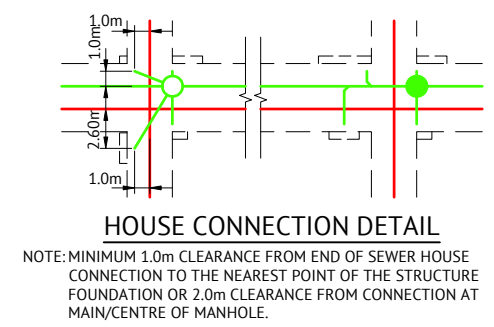 1.0m
1.0m
2.60m
1.0m
HOUSE CONNECTION DETAIL
NOTE: MINIMUM 1.0m CLEARANCE FROM END OF SEWER HOUSE
CONNECTION TO THE NEAREST POINT OF THE STRUCTURE
FOUNDATION OR 2.0m CLEARANCE FROM CONNECTION AT
MAIN/CENTRE OF MANHOLE.